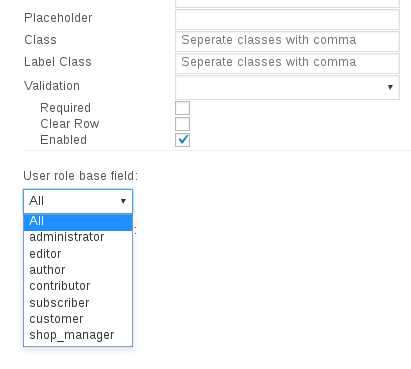 Placeholder
Class
Seperate classes with comma
Label Class
Seperate classes with comma
Validation
Required
Clear Row
Enabled
User role base field:
All
All
administrator
:
editor
author
contributor
subscriber
customer
shop_manager